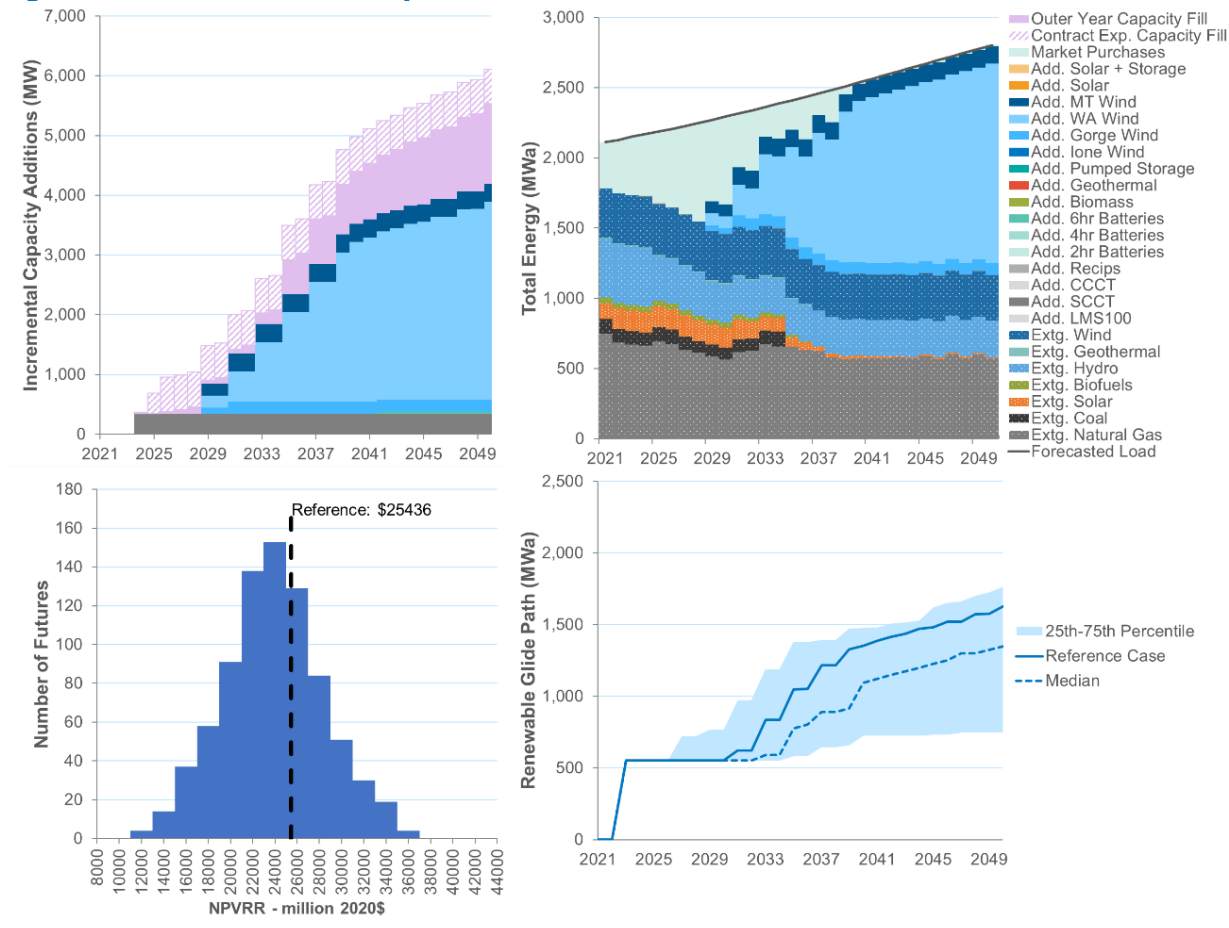 7,000
6,000
5,000
4,000
3,000
2,000
1,000
0
Incremental Capacity Additions (MW)
2021 2025 2029 2033 2037 2041 2045 2049
3,000
2,500
2,000
1,500
1,000
500
0
Total Energy (MWa)
2021 2025 2029 2033 2037 2041 2045 2049
Outer Year Capacity Fill
Contract Exp. Capacity Fill
Market Purchases
Add. Solar + Storage
Add. Solar
Add. MT Wind
Add. WA Wind
Add. Gorge Wind
Add. Ione Wind
Add. Pumped Storage
Add. Geothermal
Add. Biomass
Add. 6hr Batteries
Add. 4hr Batteries
Add. 2hr Batteries
Add. Recips
Add. CCCT
Add. SCCT
Add. LMS100
Extg. Wind
Extg. Geothermal
Extg. Hydro
Extg. Biofuels
Extg. Solar
Extg. Coal
Extg. Natural Gas
Forecasted Load
180
160
140
120
100
80
60
40
20
0
Number of Futures
Reference: $25436
8000 10000 12000 14000 16000 18000 20000 22000 24000 26000 28000 30000 32000 34000 36000 38000 40000 42000 44000
NPVRR - million 2020$
2,500
2,000
1,500
1,000
500
0
Renewable Glide Path (MWa)
2021 2025 2029 2033 2037 2041 2045 2049
25th-75th Percentile
Reference Case
Median